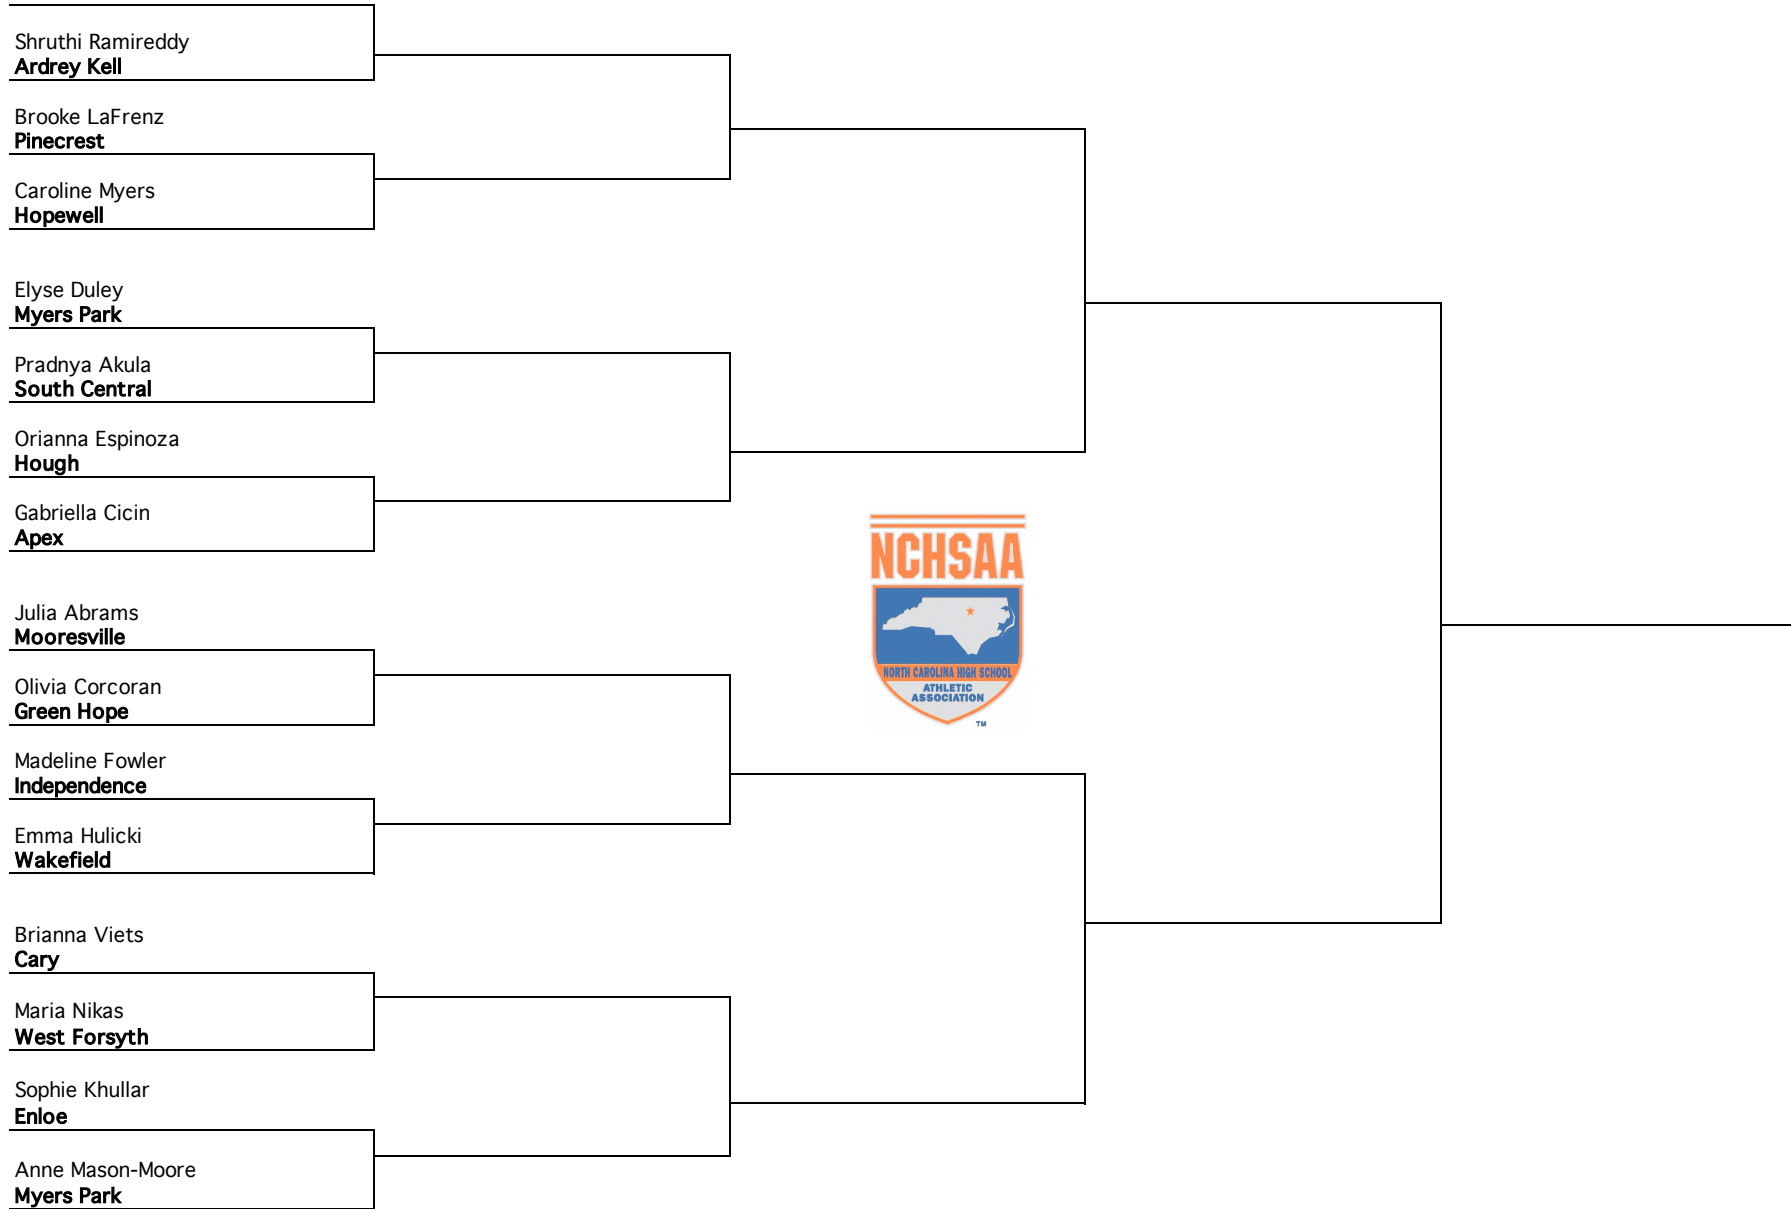 Shruthi Ramireddy
Ardrey Kell
Brooke LaFrenz
Pinecrest
Caroline Myers
Hopewell
Elyse Duley
Myers Park
Pradnya Akula
South Central
Orianna Espinoza
Hough
Gabriella Cicin
Apex
NCHSAA
NORTH CAROLINA HIGH SCHOOL
ATHLETIC
ASSOCIATION
TM
Julia Abrams
Mooresville
Olivia Corcoran
Green Hope
Madeline Fowler
Independence
Emma Hulicki
Wakefield
Brianna Viets
Cary
Maria Nikas
West Forsyth
Sophie Khullar
Enloe
Anne Mason-Moore
Myers Park